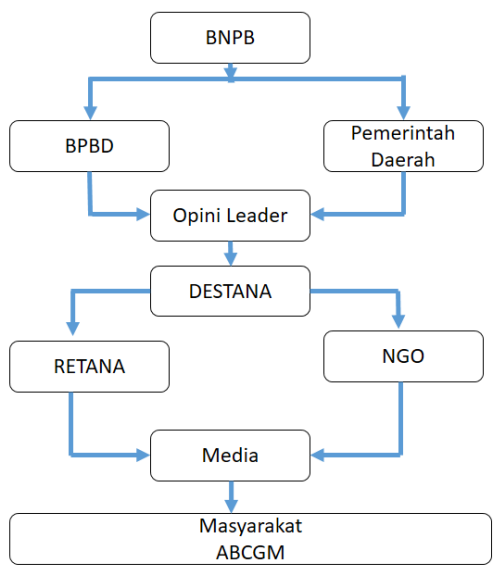 BNPB
BPBD
Pemerintah
Daerah
Opini Leader
DESTANA
RETANA
NGO
Media
Masyarakat
ABCGM